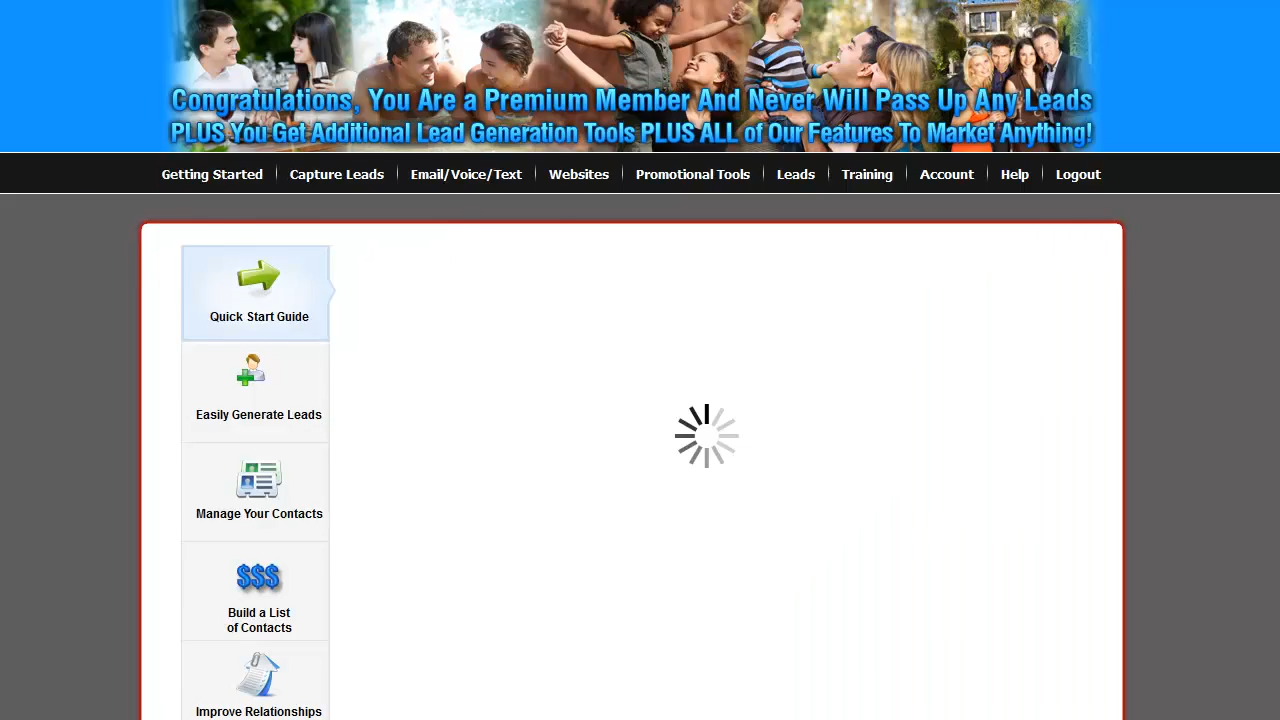 Congratulations, You Are a Premium Member And Never Will Pass Up Any Leads
PLUS You Get Additional Lead Generation Tools PLUS ALL of Our Features To Market Anything!
Getting Started
Capture Leads
Email/Voice/Text
Websites
Promotional Tools
Leads
Training
Account
Help
Logout
Quick Start Guide
Easily Generate Leads
Manage Your Contacts
$$$
Build a List
of Contacts
Improve Relationships